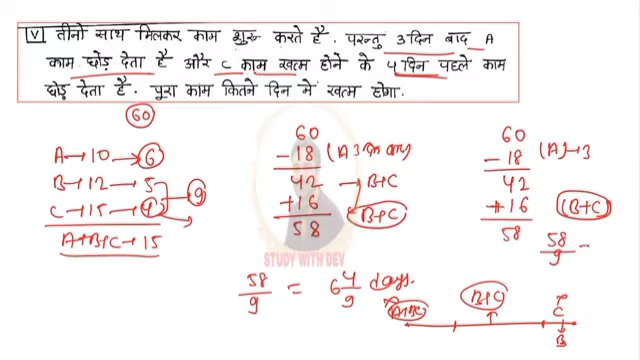 V तीनो साथ मिलकर काम शुरू करते है. परन्तु 3 दिन बाद A
काम छोड़ देता है और C काम खत्म होने के 4 दिन पहले काम
छोड़ देता है. पूरा काम कितने दिन मे खत्म होगा.
60
A→10→6
B→12→5
C→15→4
9
A+B+C→15
60
-18 (A 3 दिन का काम)
42 → B+C
+16 → B+C
58
60
-18 (A)→3
42
+16 (B+C)
58
58/9 =
58/9 = 6 4/9 days.
B+C
C
B
STUDY WITH DEV